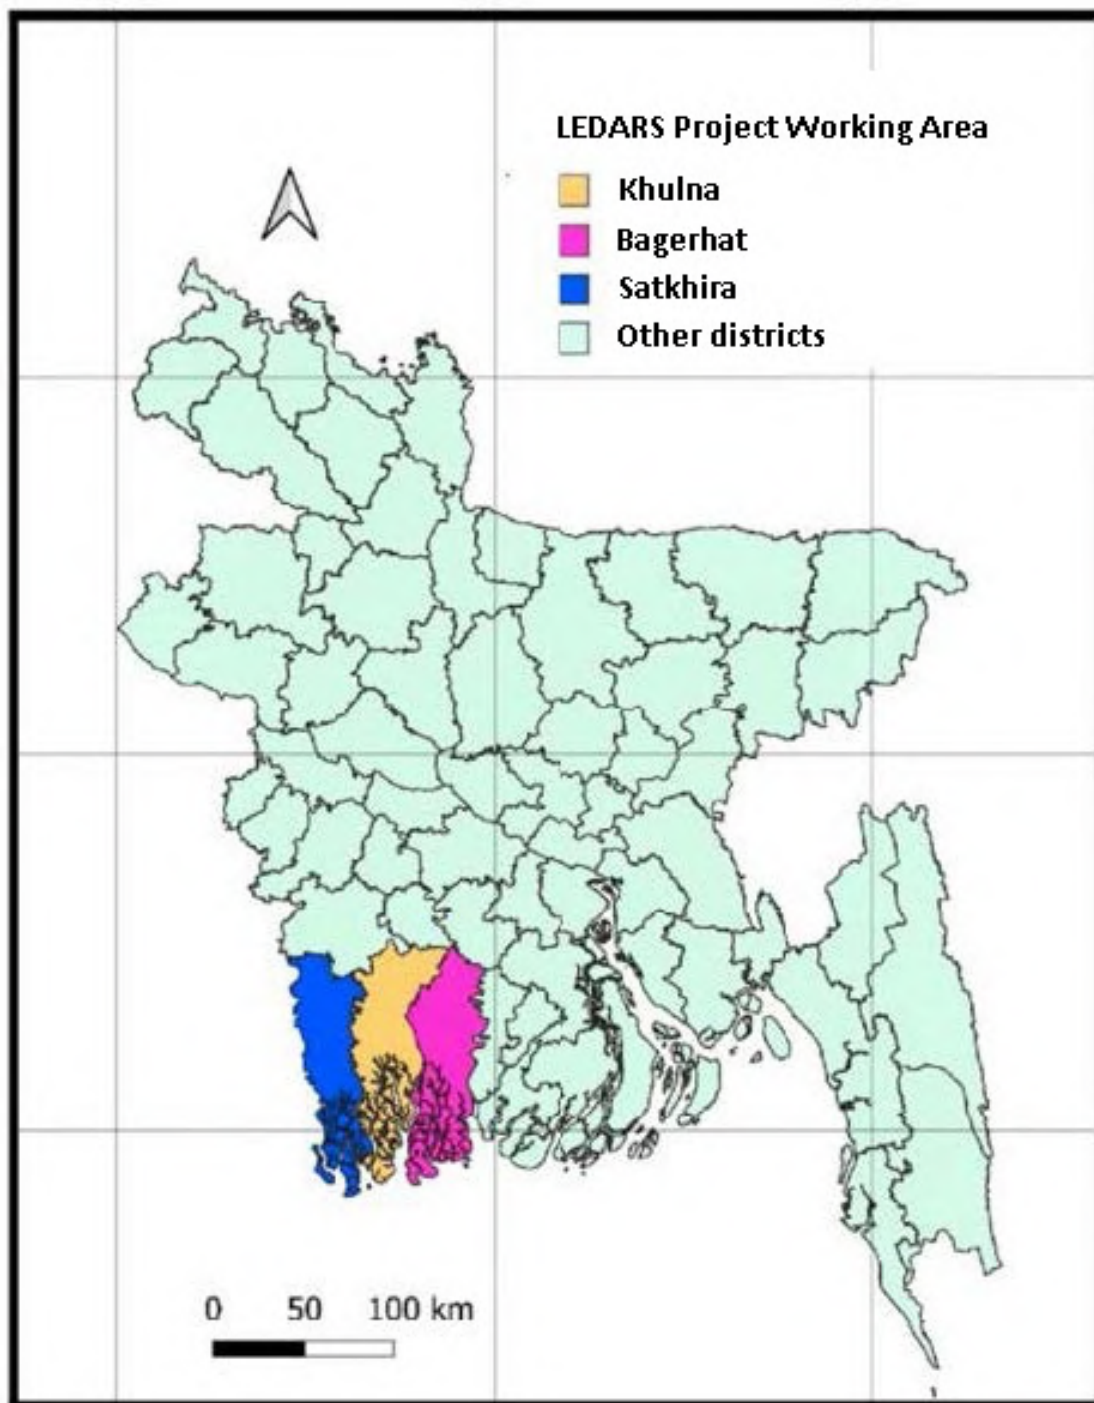 LEDARS Project Working Area
Khulna
Bagerhat
Satkhira
Other districts
0 50 100 km